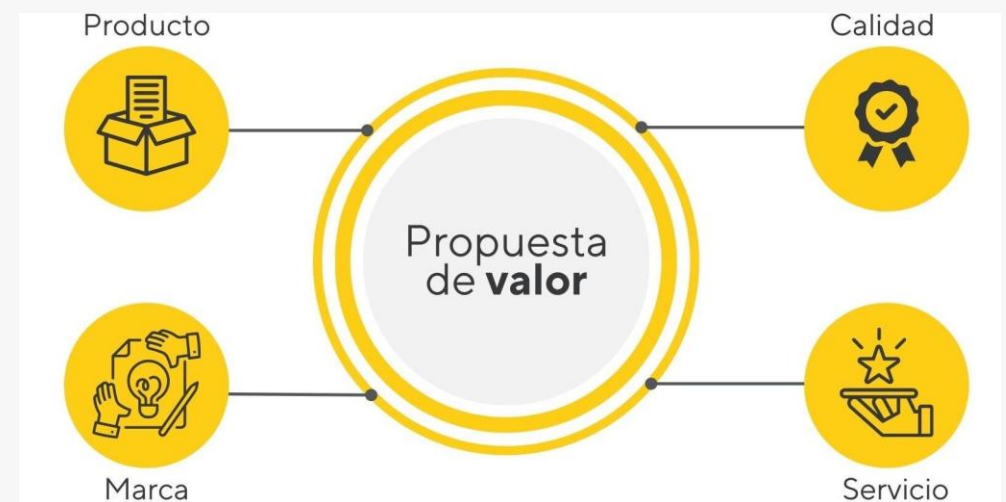 Producto
Calidad
Propuesta
de valor
Marca
Servicio